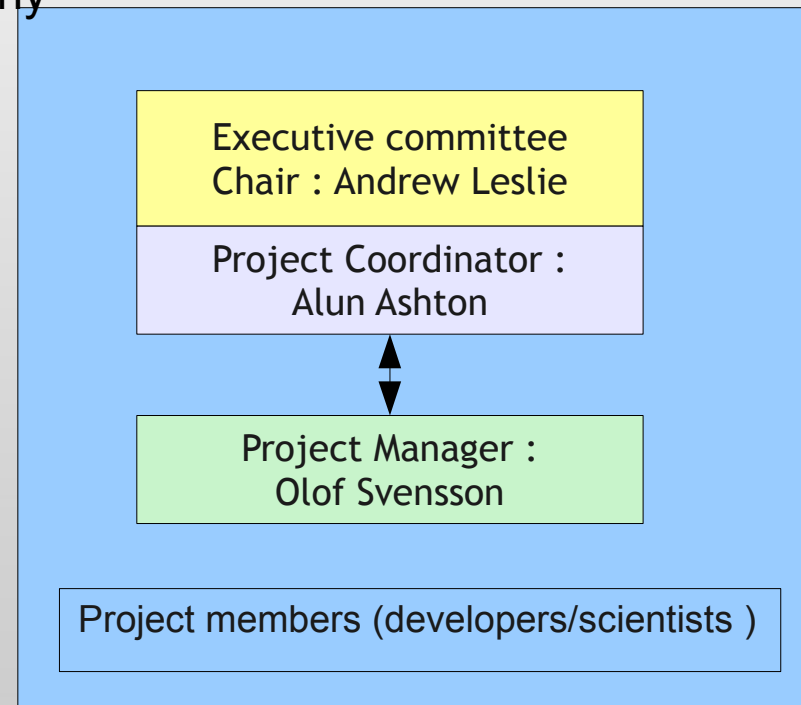 Executive committee
Chair : Andrew Leslie
Project Coordinator :
Alun Ashton
Project Manager :
Olof Svensson
Project members (developers/scientists )